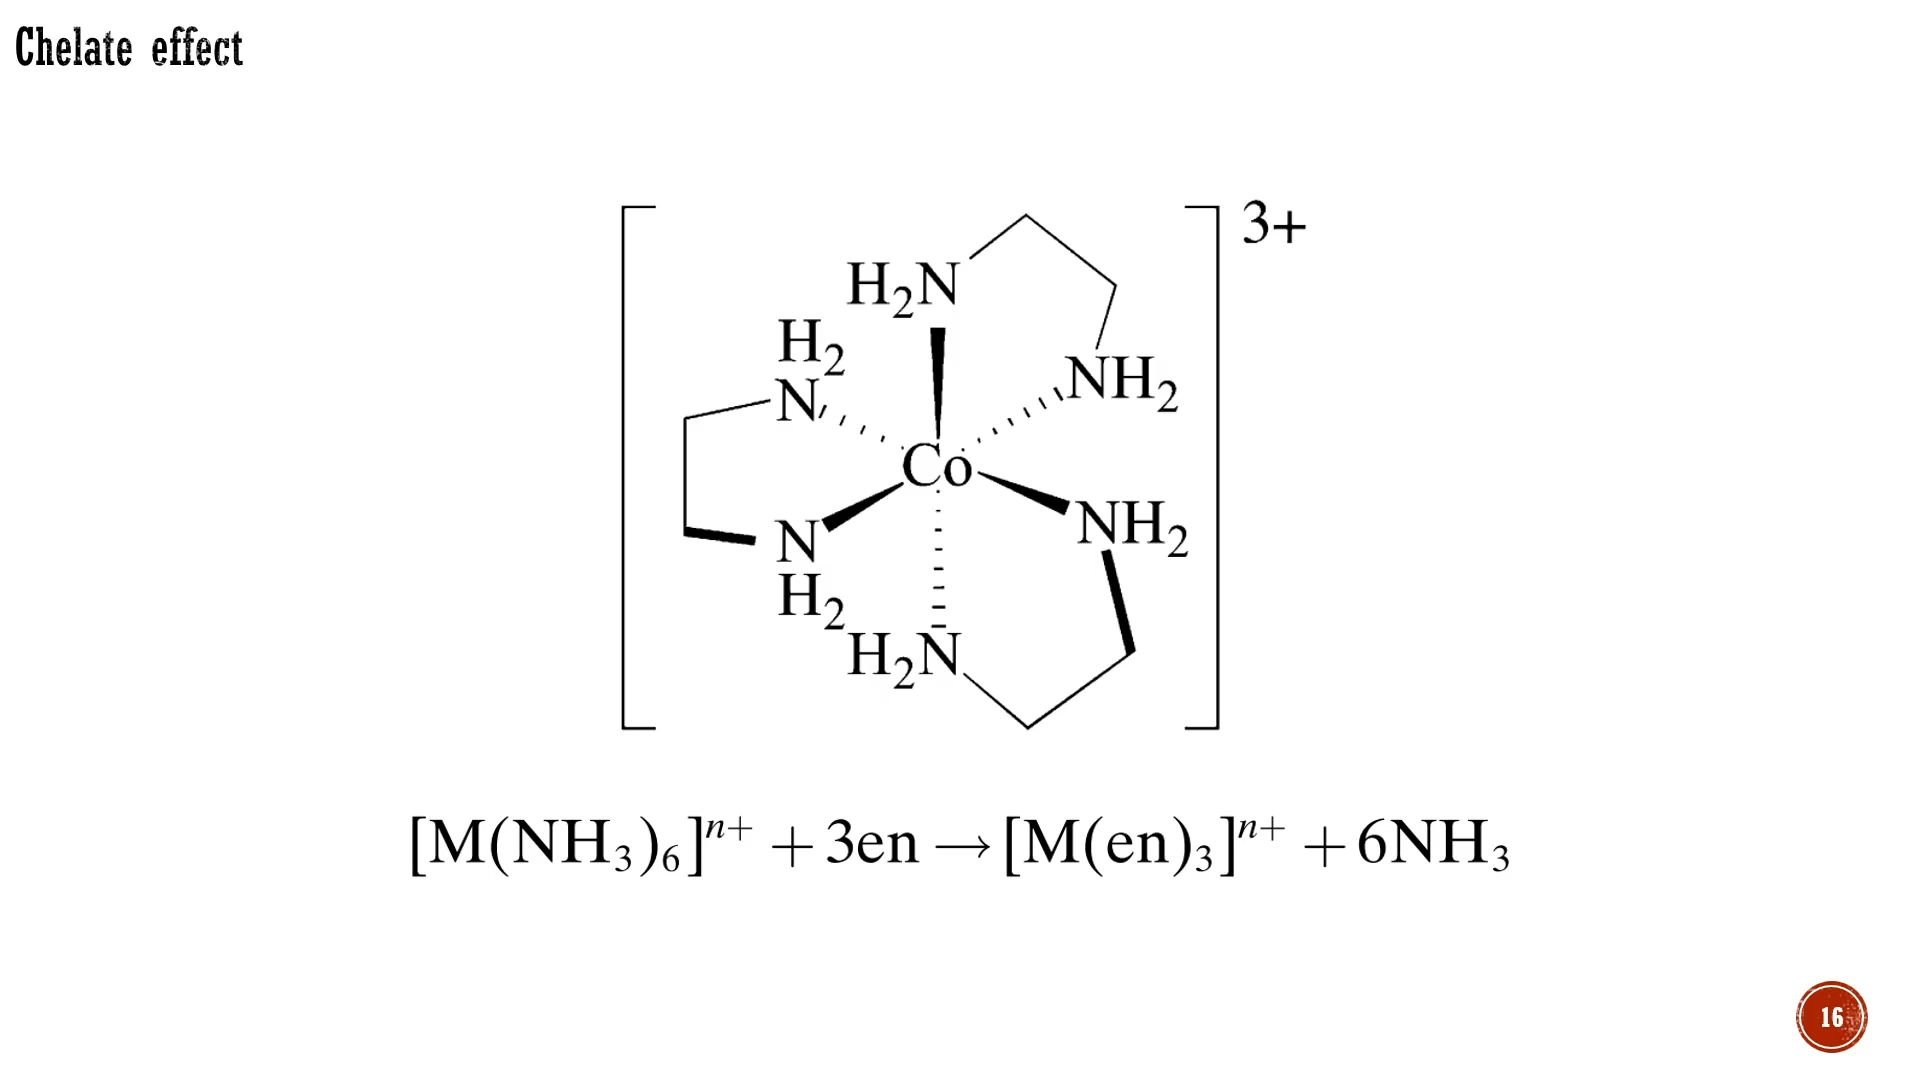 Chelate effect
3+
H₂N
H₂
N
NH₂
Co
N
H₂
NH₂
H₂N
[M(NH₃)₆]ⁿ⁺ + 3en → [M(en)₃]ⁿ⁺ + 6NH₃
16